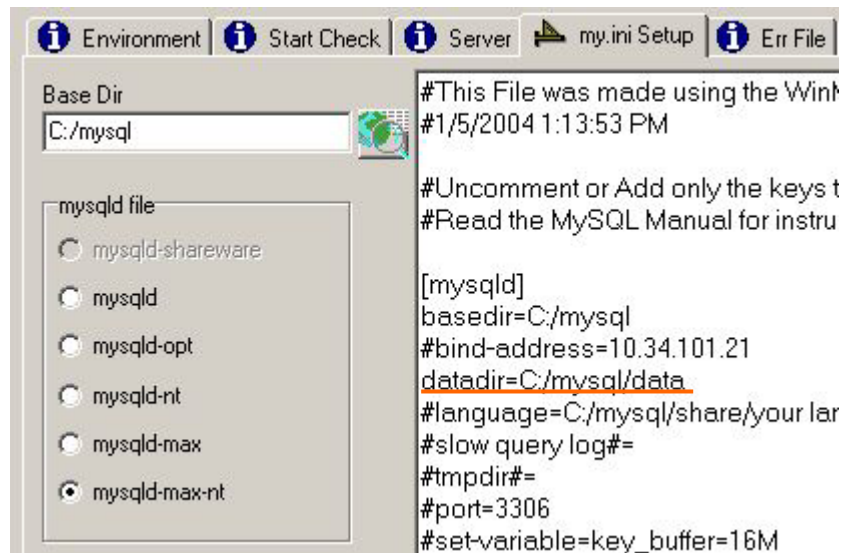 Environment
Start Check
Server
my.ini Setup
Err File
Base Dir
C:/mysql
mysqld file
mysqld-shareware
mysqld
mysqld-opt
mysqld-nt
mysqld-max
mysqld-max-nt
#This File was made using the Win
#1/5/2004 1:13:53 PM
#Uncomment or Add only the keys
#Read the MySQL Manual for instru
[mysqld]
basedir=C:/mysql
#bind-address=10.34.101.21
datadir=C:/mysql/data
#language=C:/mysql/share/your lan
#slow query log#=
#tmpdir#=
#port=3306
#set-variable=key_buffer=16M